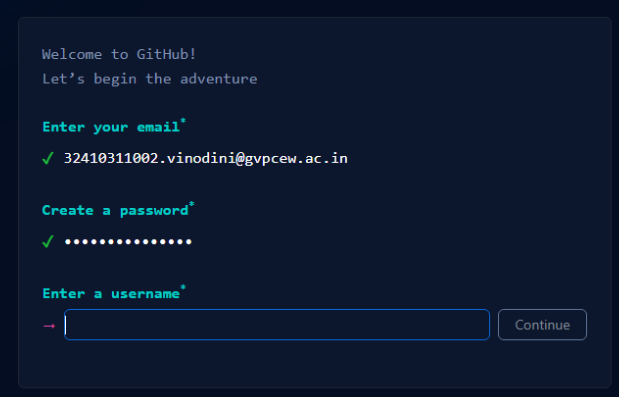 Welcome to GitHub!
Let’s begin the adventure
Enter your email*
✓ 32410311002.vinodini@gvpcew.ac.in
Create a password*
✓ •••••••••••••••
Enter a username*
→ Continue